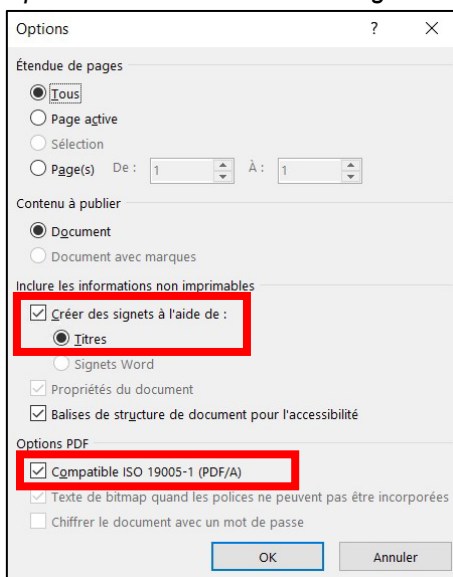 Options ? ×
Étendue de pages
Tous
Page active
Sélection
Page(s) De : 1 À : 1
Contenu à publier
Document
Document avec marques
Inclure les informations non imprimables
Créer des signets à l'aide de :
Titres
Signets Word
Propriétés du document
Balises de structure de document pour l'accessibilité
Options PDF
Compatible ISO 19005-1 (PDF/A)
Texte de bitmap quand les polices ne peuvent pas être incorporées
Chiffrer le document avec un mot de passe
OK Annuler